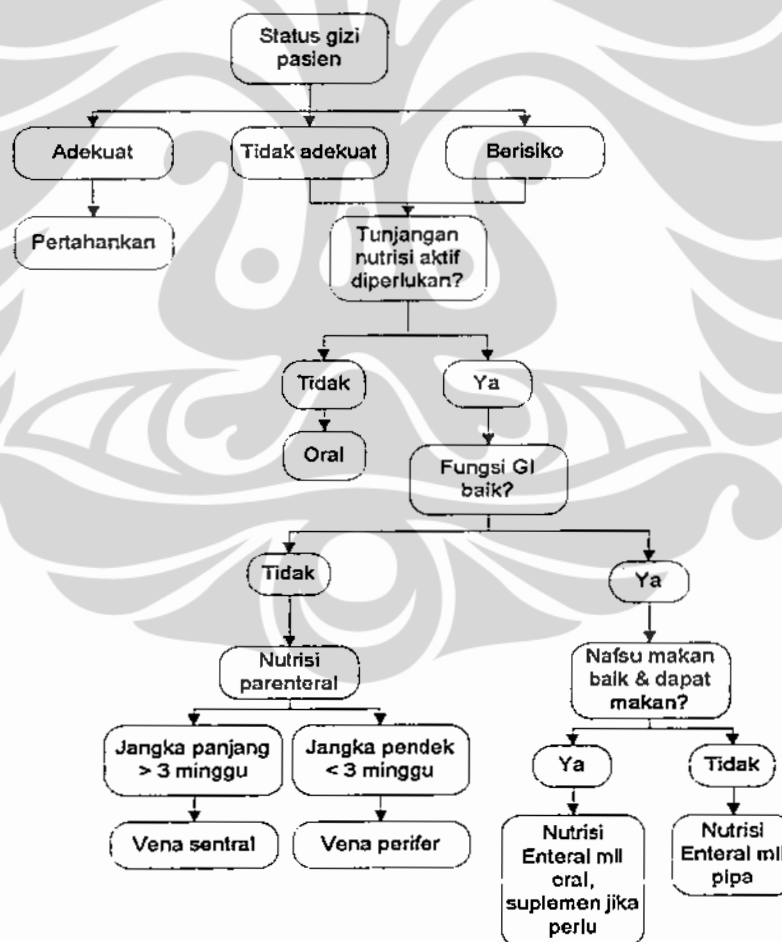 Status gizi
pasien
Adekuat
Tidak adekuat
Berisiko
Pertahankan
Tunjangan
nutrisi aktif
diperlukan?
Tidak
Ya
Oral
Fungsi GI
baik?
Tidak
Ya
Nutrisi
parenteral
Nafsu makan
baik & dapat
makan?
Jangka panjang
> 3 minggu
Jangka pendek
< 3 minggu
Ya
Tidak
Vena sentral
Vena perifer
Nutrisi
Enteral mll
oral,
suplemen jika
perlu
Nutrisi
Enteral mll
pipa